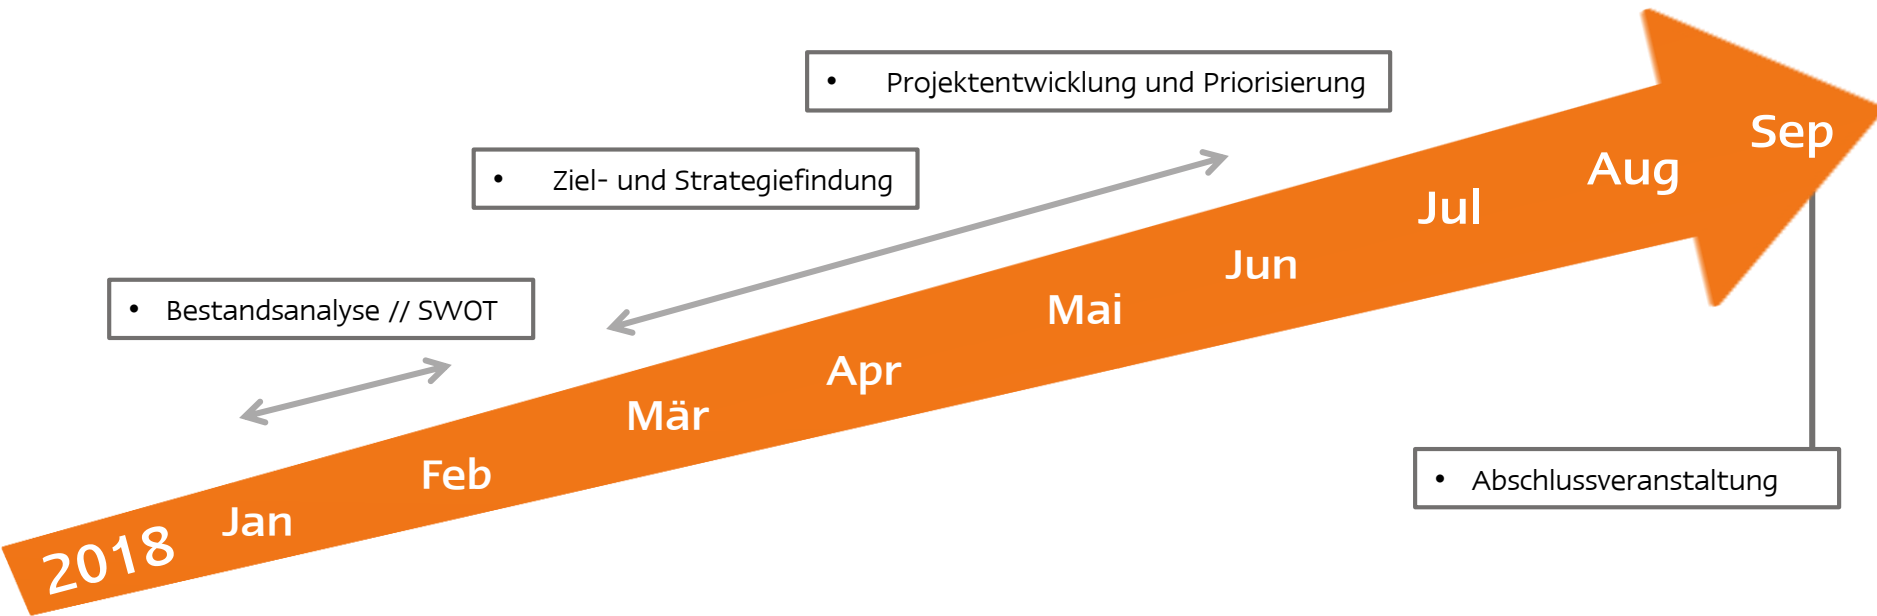 • Projektentwicklung und Priorisierung
• Ziel- und Strategiefindung
• Bestandsanalyse // SWOT
2018
Jan
Feb
Mär
Apr
Mai
Jun
Jul
Aug
Sep
• Abschlussveranstaltung